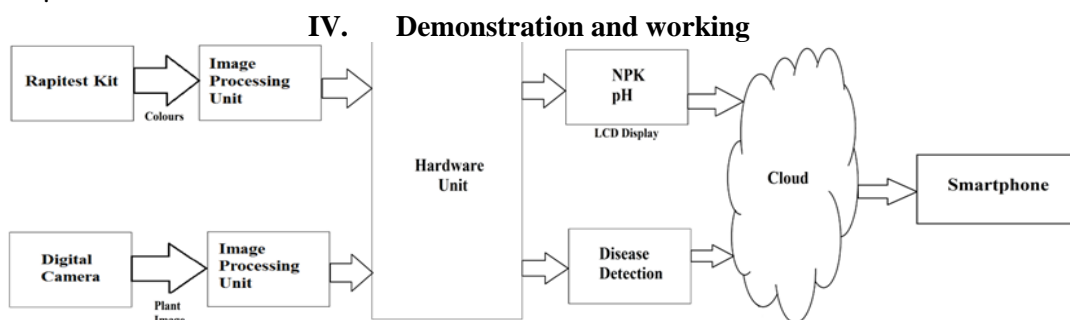 IV. Demonstration and working
Rapitest Kit
Colours
Image
Processing
Unit
Hardware
Unit
NPK
pH
LCD Display
Cloud
Smartphone
Digital
Camera
Plant
Image
Image
Processing
Unit
Disease
Detection